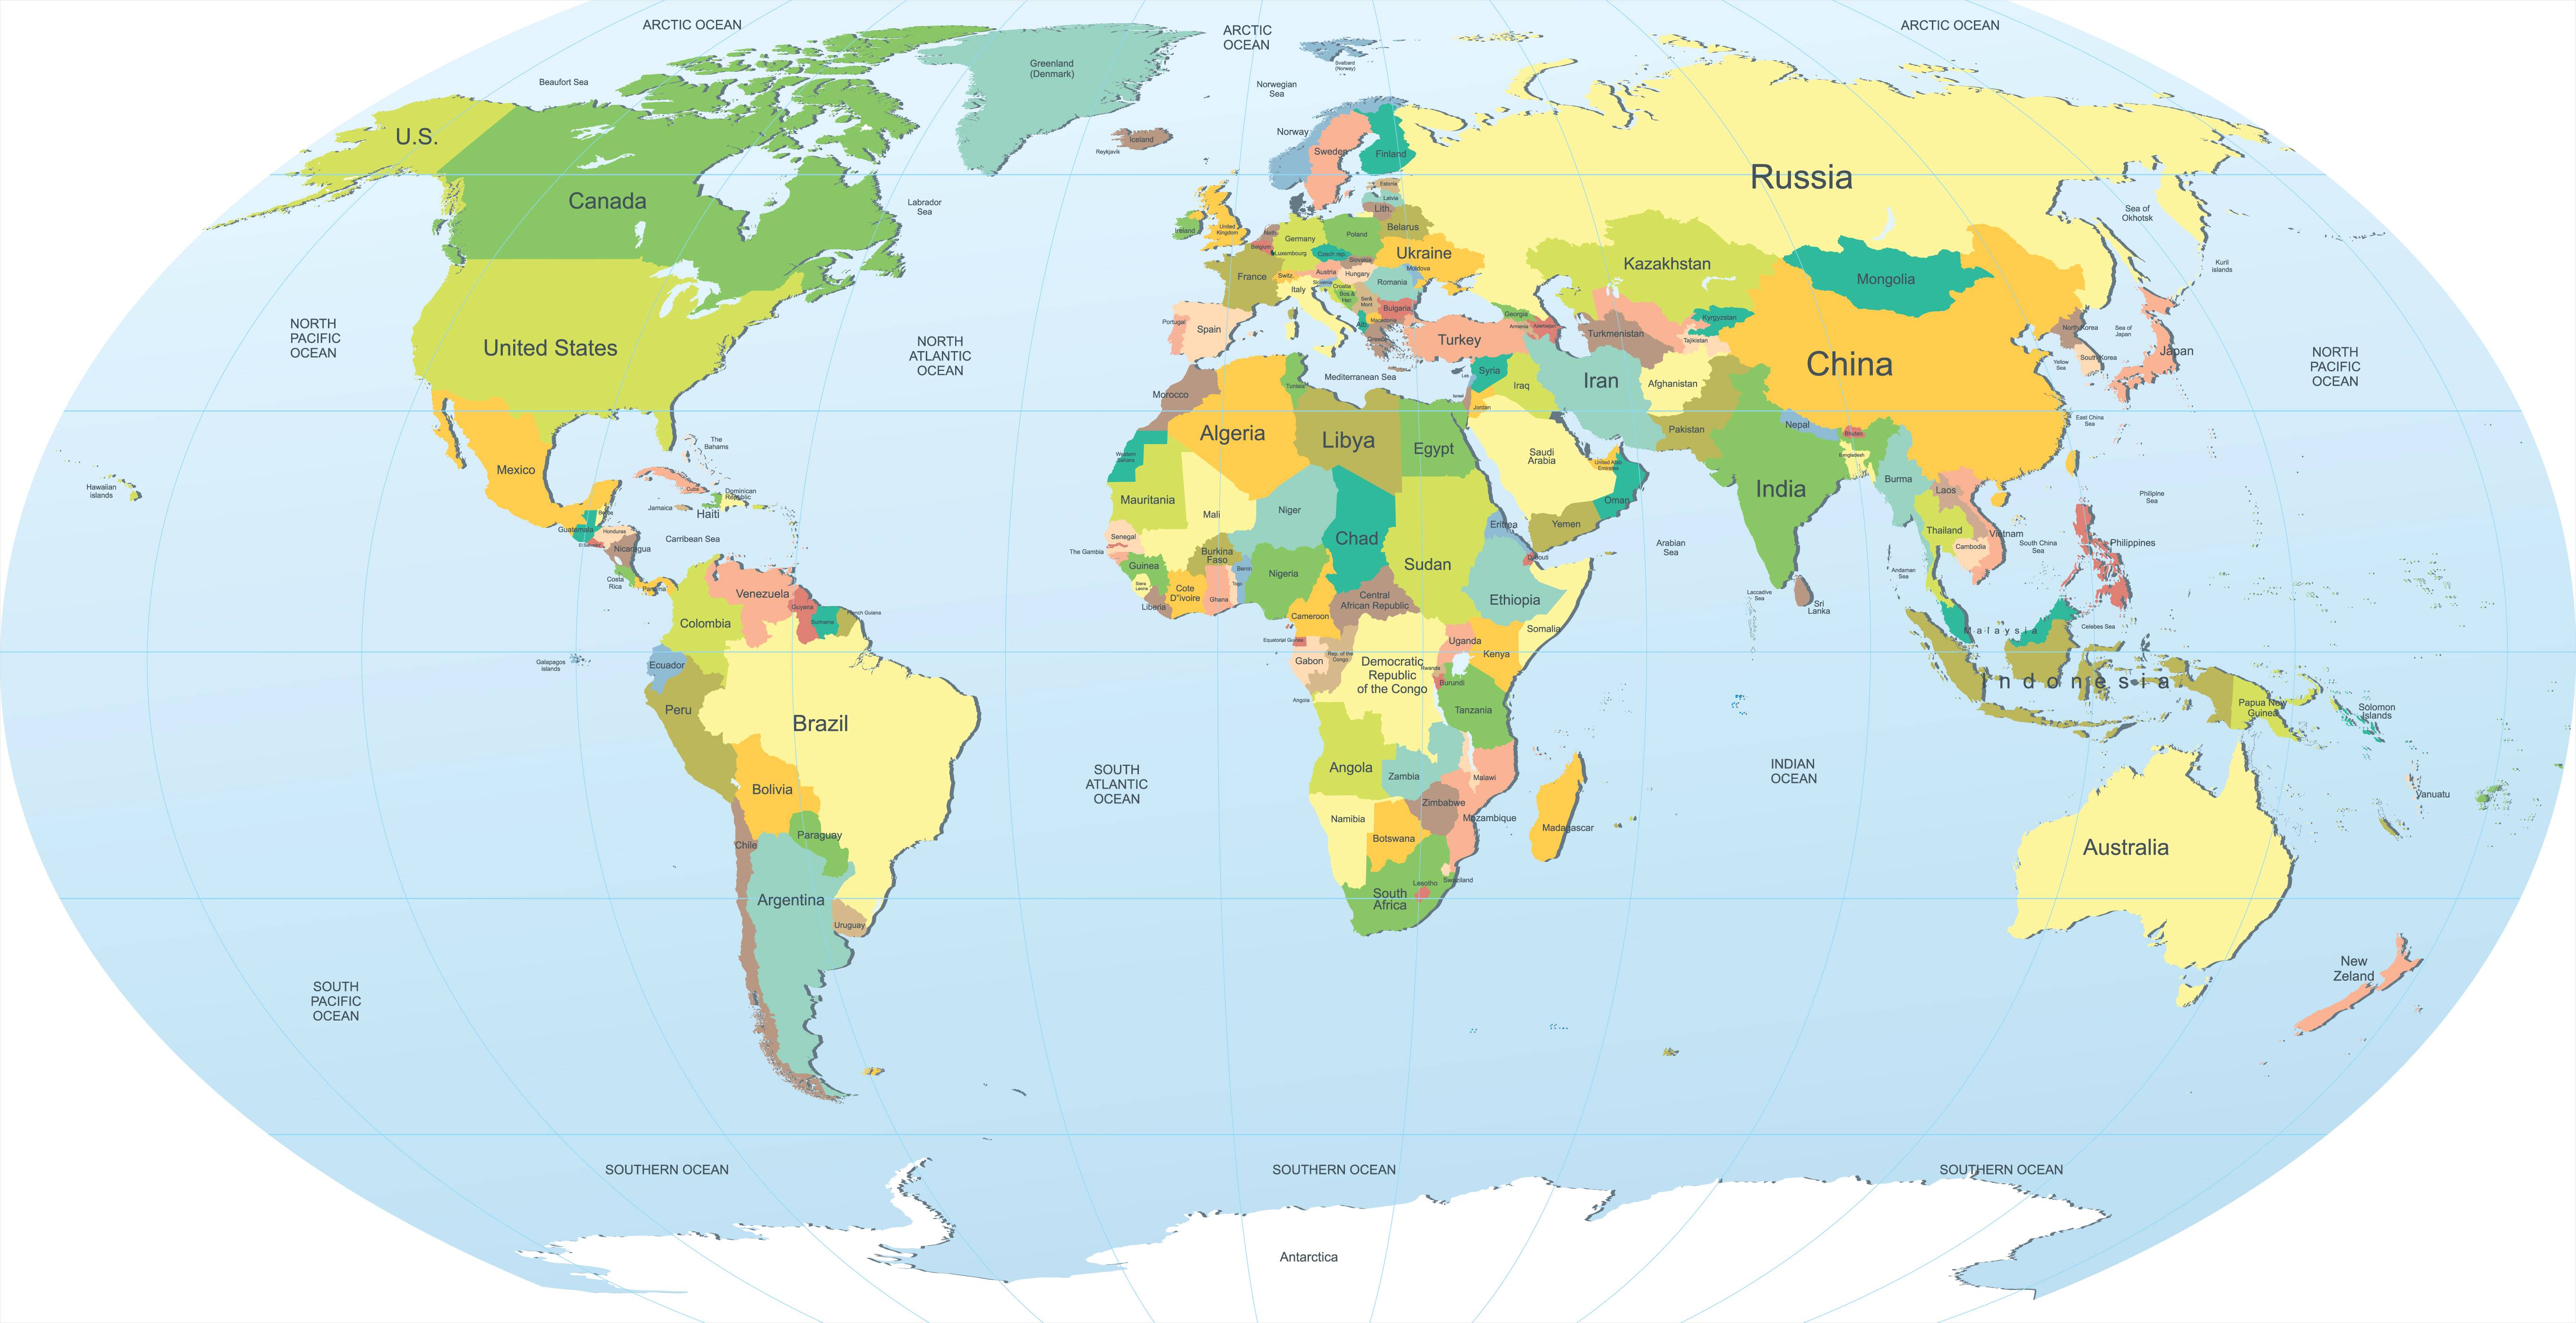 ARCTIC OCEAN
ARCTIC
OCEAN
ARCTIC OCEAN
Beaufort Sea
Greenland
(Denmark)
Svalbard
(Norway)
Norwegian
Sea
U.S.
Canada
Labrador
Sea
Iceland
Reykjavik
Norway
Sweden
Finland
Russia
Sea of
Okhotsk
Kuril
islands
Estonia
Latvia
Lith.
Belarus
Ireland
United
Kingdom
Neth.
Belgium
Luxembourg
Germany
Poland
Czech rep.
Slovakia
Ukraine
Moldova
France
Switz.
Austria
Hungary
Romania
Slovenia
Croatia
Bos.&
Her.
Ser&
Mont
Bulgaria
Macedonia
Alb.
Greece
Italy
Portugal
Spain
Turkey
Georgia
Armenia
Azerbaijan
Kazakhstan
Mongolia
Kyrgyzstan
Tajikistan
Turkmenistan
China
North Korea
South Korea
Sea of
Japan
Japan
Yellow
Sea
East China
Sea
NORTH
PACIFIC
OCEAN
United States
NORTH
ATLANTIC
OCEAN
NORTH
PACIFIC
OCEAN
Mediterranean Sea
Morocco
Tunisia
Algeria
Libya
Egypt
Western
Sahara
Leb.
Syria
Israel
Jordan
Iraq
Iran
Afghanistan
Pakistan
Saudi
Arabia
United Arab
Emirates
Oman
Yemen
Nepal
Bhutan
Bangladesh
India
Burma
Laos
Thailand
Vietnam
Cambodia
South China
Sea
Philipine
Sea
Philippines
Andaman
Sea
Laccadive
Sea
Sri
Lanka
Arabian
Sea
Hawaiian
islands
Mexico
The
Bahams
Cuba
Dominican
Republic
Jamaica
Haiti
Belize
Guatemala
Honduras
El Salvador
Nicaragua
Carribean Sea
Costa
Rica
Panama
Venezuela
Guyana
Suriname
French Guiana
Colombia
Galapagos
islands
Ecuador
Peru
Brazil
Bolivia
Paraguay
Chile
Argentina
Uruguay
Mauritania
Mali
Niger
Chad
Sudan
Eritrea
Djibouti
Senegal
The Gambia
Guinea
Siera
Leone
Liberia
Burkina
Faso
Cote
D'ivoire
Ghana
Togo
Benin
Nigeria
Cameroon
Central
African Republic
Ethiopia
Somalia
Equatorial Guinea
Gabon
Rep. of the
Congo
Democratic
Republic
of the Congo
Uganda
Kenya
Rwanda
Burundi
Tanzania
Angola
Angola
Zambia
Malawi
Zimbabwe
Mozambique
Namibia
Botswana
Madagascar
Swaziland
Lesotho
South
Africa
Malaysia
Celebes Sea
Indonesia
Papua New
Guinea
Solomon
Islands
Vanuatu
SOUTH
ATLANTIC
OCEAN
INDIAN
OCEAN
Australia
New
Zeland
SOUTH
PACIFIC
OCEAN
SOUTHERN OCEAN
SOUTHERN OCEAN
SOUTHERN OCEAN
Antarctica